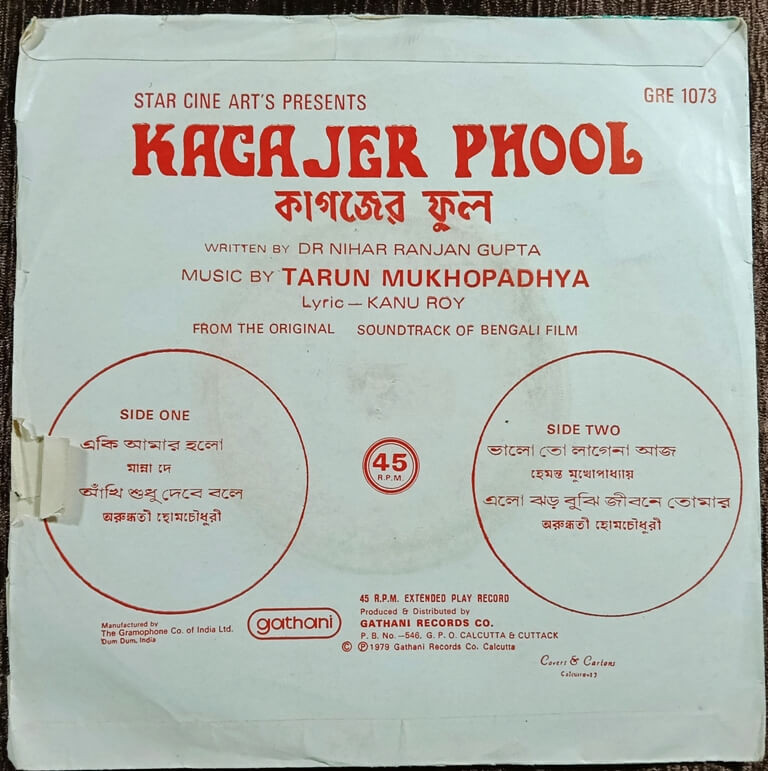 STAR CINE ART'S PRESENTS
GRE 1073
KAGAJER PHOOL
কাগজের ফুল
WRITTEN BY DR NIHAR RANJAN GUPTA
MUSIC BY TARUN MUKHOPADHYA
Lyric — KANU ROY
FROM THE ORIGINAL SOUNDTRACK OF BENGALI FILM
SIDE ONE
একি আমার হলো
মান্না দে
আঁখি শুধু দেবে বলে
অরুন্ধতী হোমচৌধুরী
45
R.P.M.
SIDE TWO
ভালো তো লাগেনা আজ
হেমন্ত মুখোপাধ্যায়
এলো ঝড় বুঝি জীবনে তোমার
অরুন্ধতী হোমচৌধুরী
Manufactured by
The Gramophone Co. of India Ltd.
Dum Dum, India
gathani
45 R.P.M. EXTENDED PLAY RECORD
Produced & Distributed by
GATHANI RECORDS CO.
P. B. No. —546, G. P. O. CALCUTTA & CUTTACK
© ℗ 1979 Gathani Records Co. Calcutta
Covers & Cartons